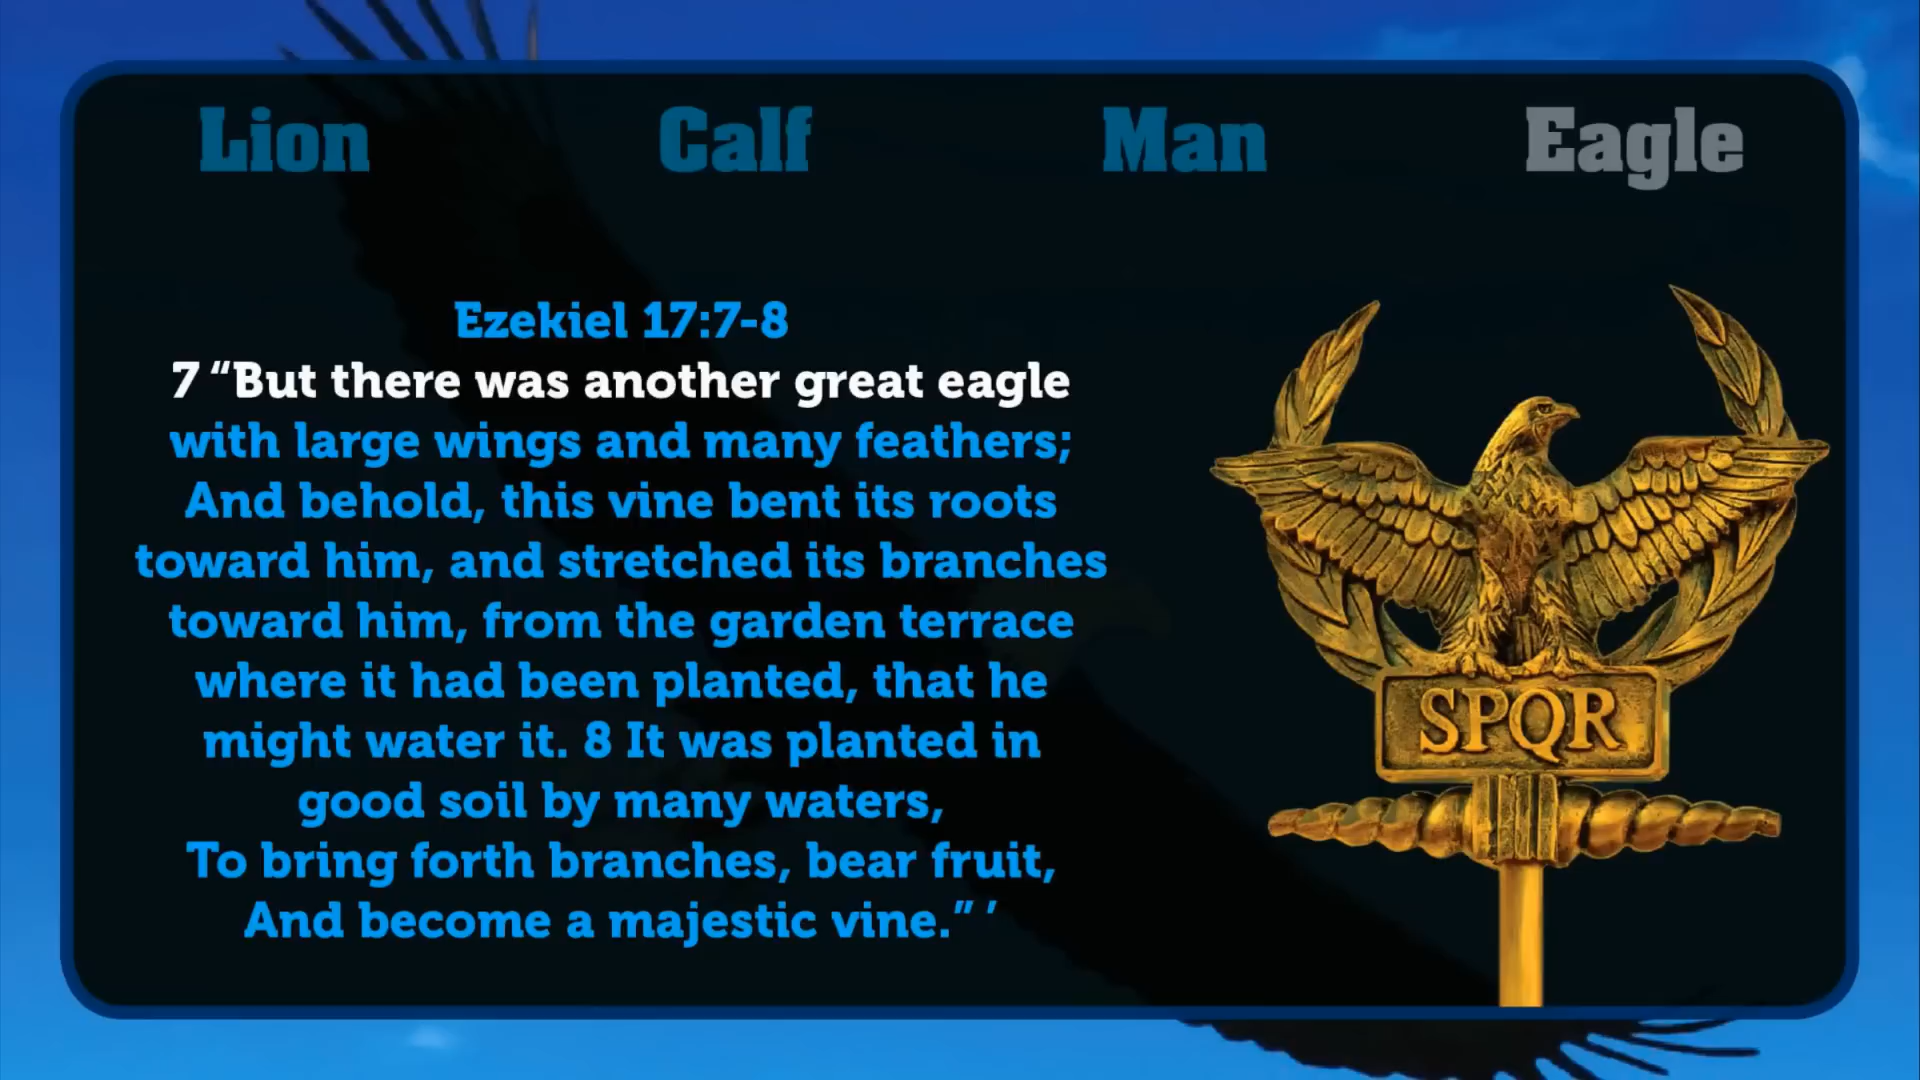 Lion Calf Man Eagle
Ezekiel 17:7-8
7 “But there was another great eagle
with large wings and many feathers;
And behold, this vine bent its roots
toward him, and stretched its branches
toward him, from the garden terrace
where it had been planted, that he
might water it. 8 It was planted in
good soil by many waters,
To bring forth branches, bear fruit,
And become a majestic vine.” ’
SPQR